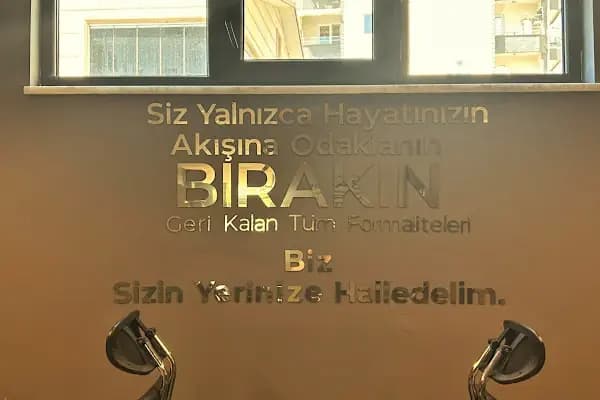 Siz Yalnızca Hayatınızın
Akışına Odaklanın
BIRAKIN
Geri Kalan Tüm Formaliteleri
Biz
Sizin Yerinize Halledelim.